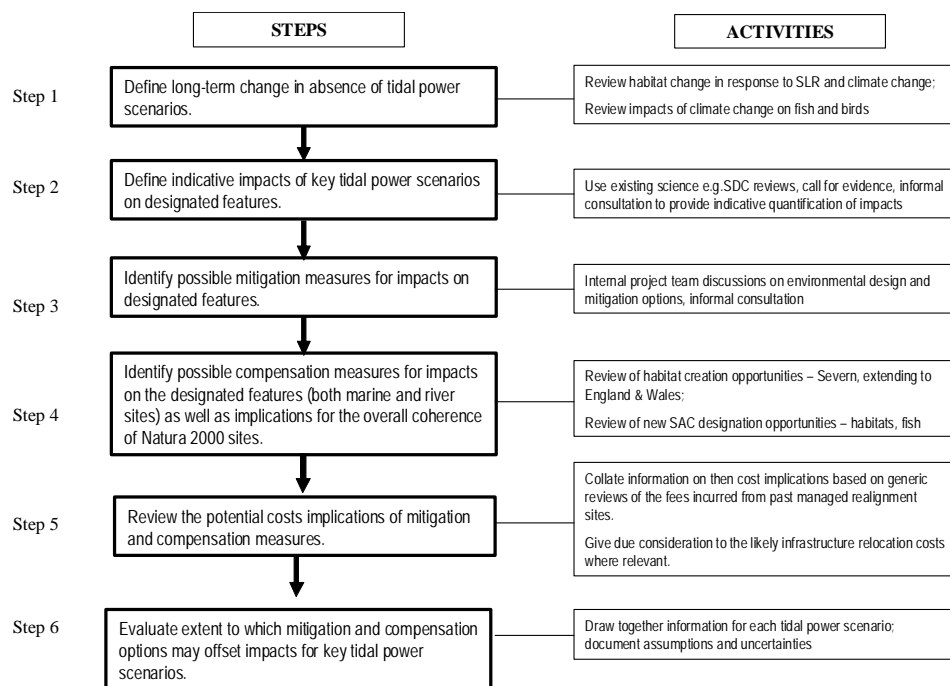 STEPS
ACTIVITIES
Step 1
Define long-term change in absence of tidal power
scenarios.
Review habitat change in response to SLR and climate change;
Review impacts of climate change on fish and birds
Step 2
Define indicative impacts of key tidal power scenarios
on designated features.
Use existing science e.g.SDC reviews, call for evidence, informal
consultation to provide indicative quantification of impacts
Step 3
Identify possible mitigation measures for impacts on
designated features.
Internal project team discussions on environmental design and
mitigation options, informal consultation
Step 4
Identify possible compensation measures for impacts
on the designated features (both marine and river
sites) as well as implications for the overall coherence
of Natura 2000 sites.
Review of habitat creation opportunities – Severn, extending to
England & Wales;
Review of new SAC designation opportunities – habitats, fish
Step 5
Review the potential costs implications of mitigation
and compensation measures.
Collate information on then cost implications based on generic
reviews of the fees incurred from past managed realignment
sites.
Give due consideration to the likely infrastructure relocation costs
where relevant.
Step 6
Evaluate extent to which mitigation and compensation
options may offset impacts for key tidal power
scenarios.
Draw together information for each tidal power scenario;
document assumptions and uncertainties